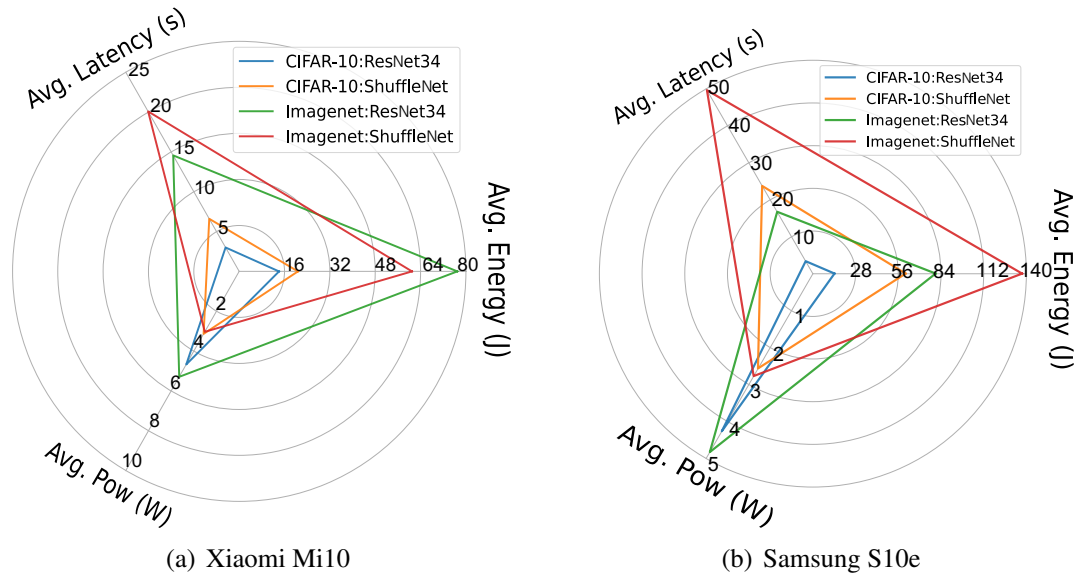 Avg. Latency (s)
25
20
15
10
5
CIFAR-10:ResNet34
CIFAR-10:ShuffleNet
Imagenet:ResNet34
Imagenet:ShuffleNet
16
32
48
64
80
Avg. Energy (J)
2
4
6
8
10
Avg. Pow (W)
(a) Xiaomi Mi10
Avg. Latency (s)
50
40
30
20
10
CIFAR-10:ResNet34
CIFAR-10:ShuffleNet
Imagenet:ResNet34
Imagenet:ShuffleNet
28
56
84
112
140
Avg. Energy (J)
1
2
3
4
5
Avg. Pow (W)
(b) Samsung S10e